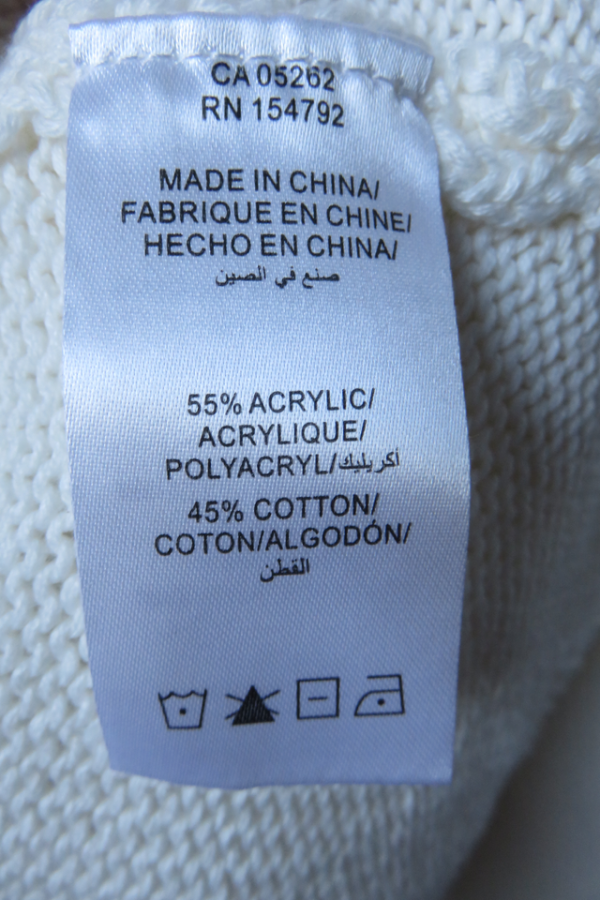 CA 05262
RN 154792
MADE IN CHINA/
FABRIQUE EN CHINE/
HECHO EN CHINA/
صنع في الصين
55% ACRYLIC/
ACRYLIQUE/
POLYACRYL/أكريليك
45% COTTON/
COTON/ALGODÓN/
القطن